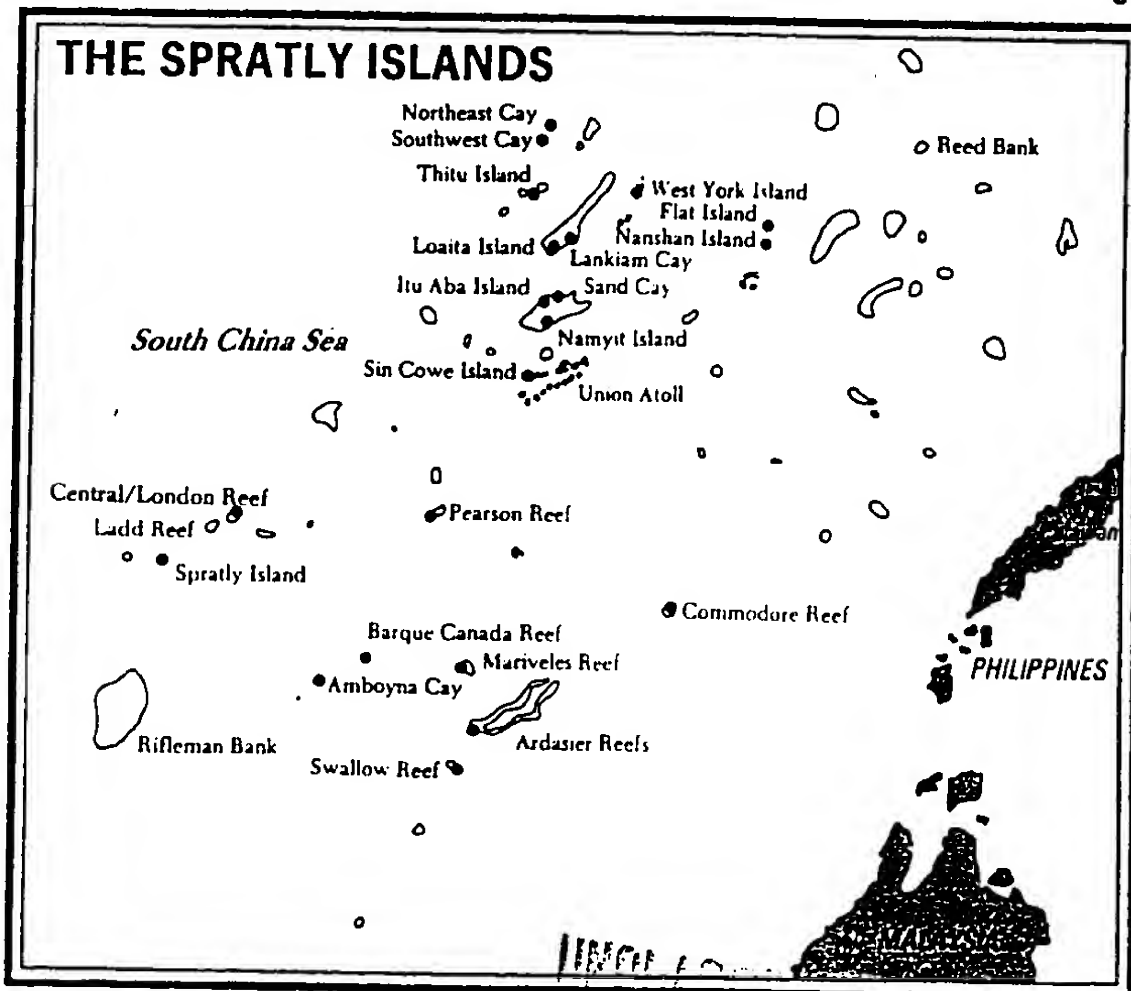 THE SPRATLY ISLANDS
Northeast Cay
Southwest Cay
Reed Bank
Thitu Island
West York Island
Flat Island
Nanshan Island
Loaita Island
Lankiam Cay
Itu Aba Island
Sand Cay
South China Sea
Namyit Island
Sin Cowe Island
Union Atoll
Central/London Reef
Ladd Reef
Pearson Reef
Spratly Island
Commodore Reef
Barque Canada Reef
Mariveles Reef
PHILIPPINES
Amboyna Cay
Rifleman Bank
Ardasier Reefs
Swallow Reef
MALAYSIA